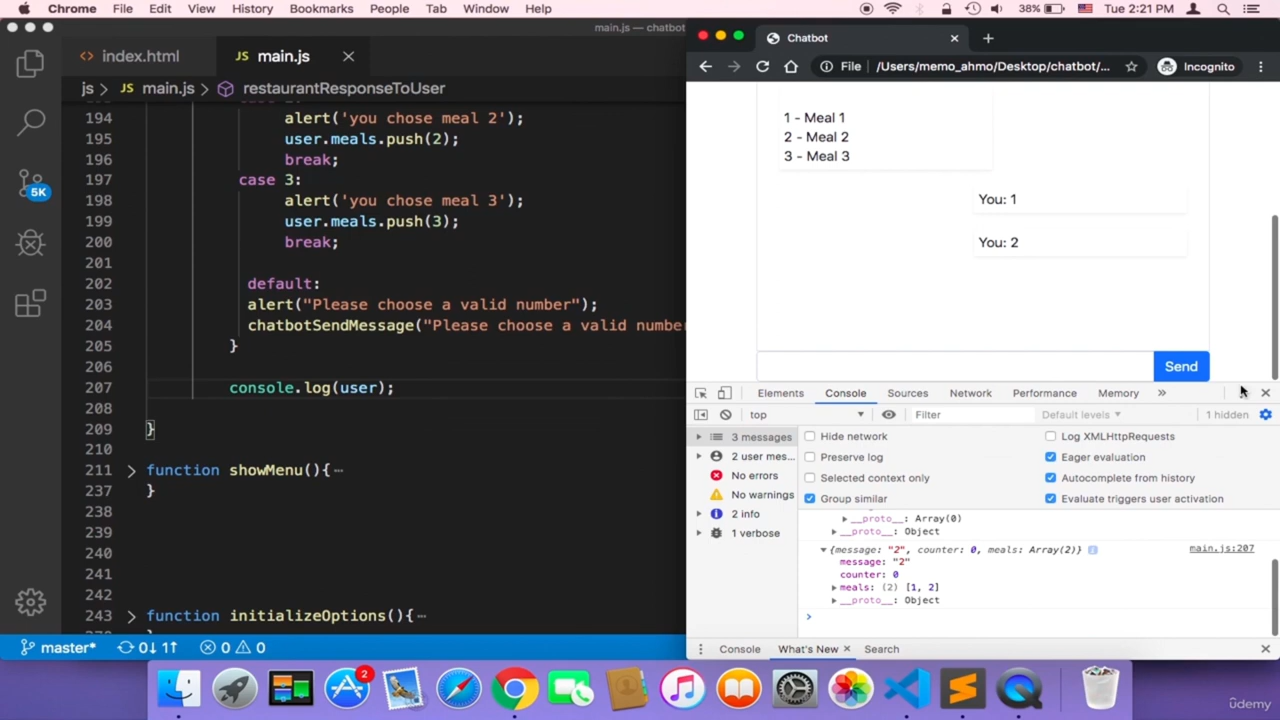 Chrome File Edit View History Bookmarks People Tab Window Help 38% Tue 2:21 PM
main.js — chatbot
index.html main.js
js > JS main.js > restaurantResponseToUser
194 alert('you chose meal 2');
195 user.meals.push(2);
196 break;
197 case 3:
198 alert('you chose meal 3');
199 user.meals.push(3);
200 break;
201
202 default:
203 alert("Please choose a valid number");
204 chatbotSendMessage("Please choose a valid number
205 }
206
207 console.log(user);
208
209 }
210
211 function showMenu(){
237 }
238
239
240
241
242
243 function initializeOptions(){
5K
master* 0↓ 1↑ 0 0
Chatbot
File /Users/memo_ahmo/Desktop/chatbot/... Incognito
1 - Meal 1
2 - Meal 2
3 - Meal 3
You: 1
You: 2
Send
Elements Console Sources Network Performance Memory »
top Filter Default levels 1 hidden
3 messages
2 user mes...
No errors
No warnings
2 info
1 verbose
Hide network Log XMLHttpRequests
Preserve log Eager evaluation
Selected context only Autocomplete from history
Group similar Evaluate triggers user activation
__proto__: Array(0)
__proto__: Object
{message: "2", counter: 0, meals: Array(2)} main.js:207
message: "2"
counter: 0
meals: (2) [1, 2]
__proto__: Object
Console What's New Search
2
ûdemy